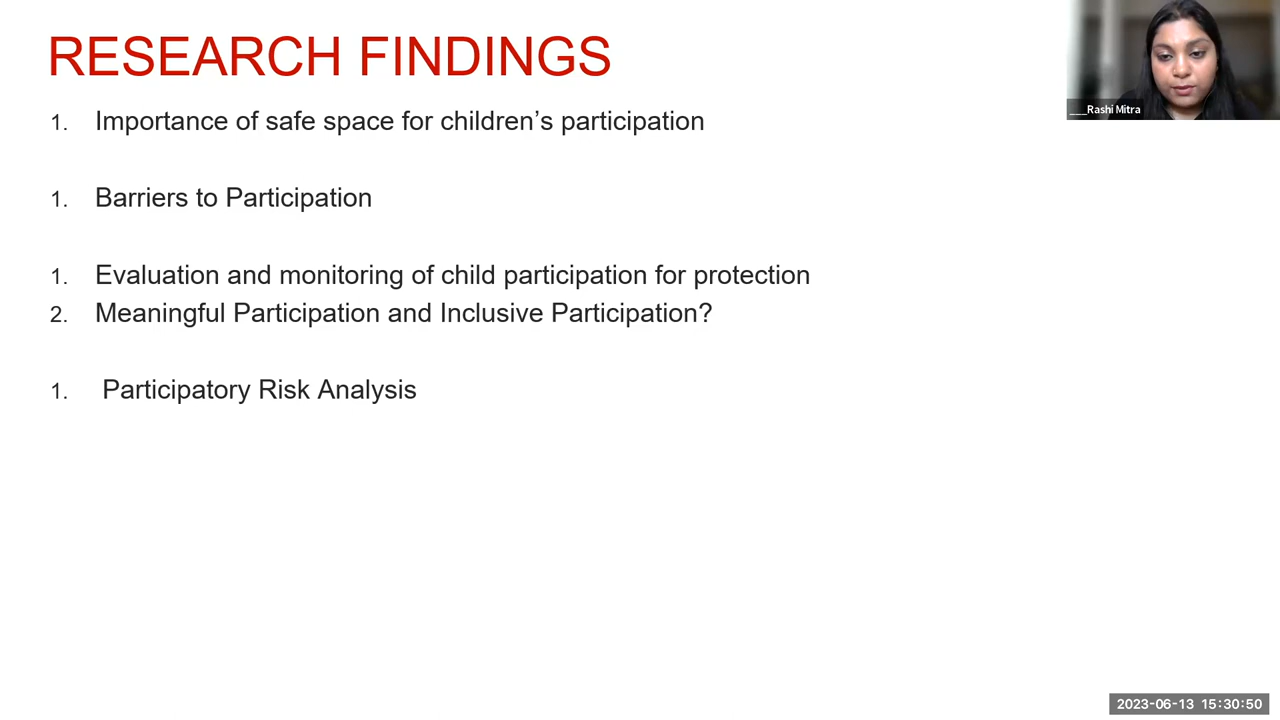 RESEARCH FINDINGS
1. Importance of safe space for children’s participation
1. Barriers to Participation
1. Evaluation and monitoring of child participation for protection
2. Meaningful Participation and Inclusive Participation?
1. Participatory Risk Analysis
___Rashi Mitra
2023-06-13 15:30:50